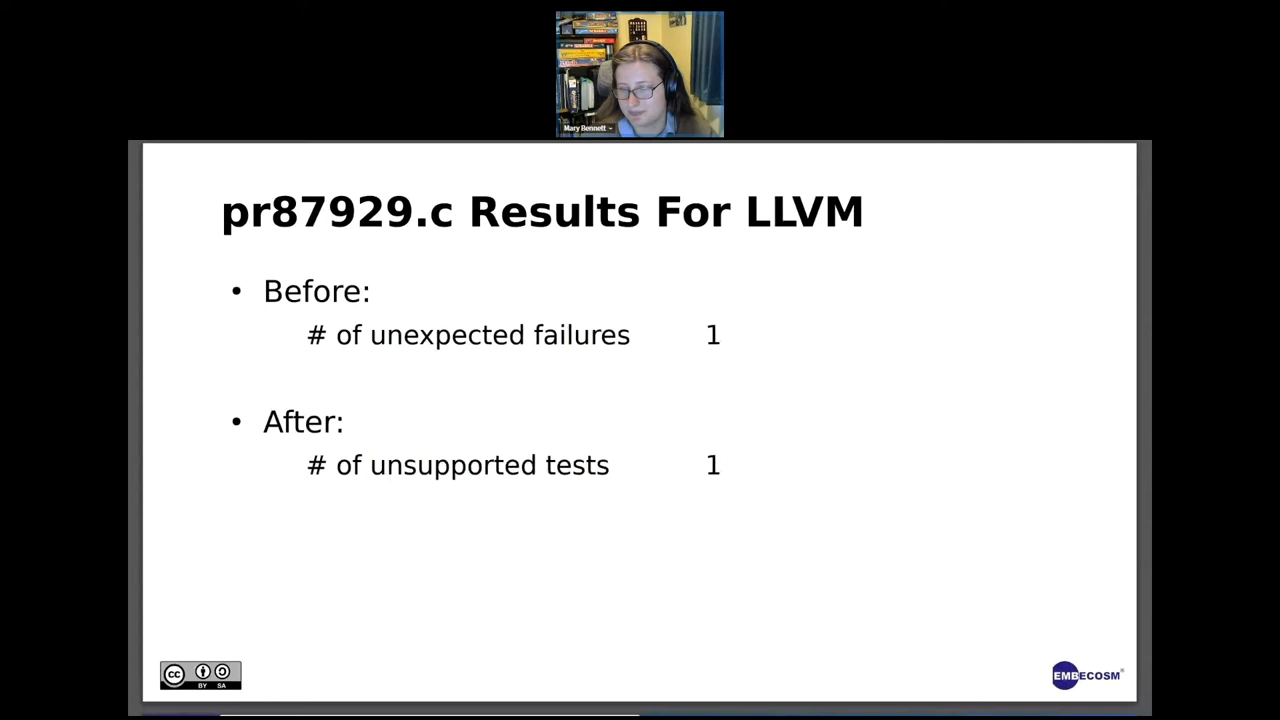 Mary Bennett
pr87929.c Results For LLVM
• Before:
# of unexpected failures 1
• After:
# of unsupported tests 1
CC BY SA
EMBECOSM®